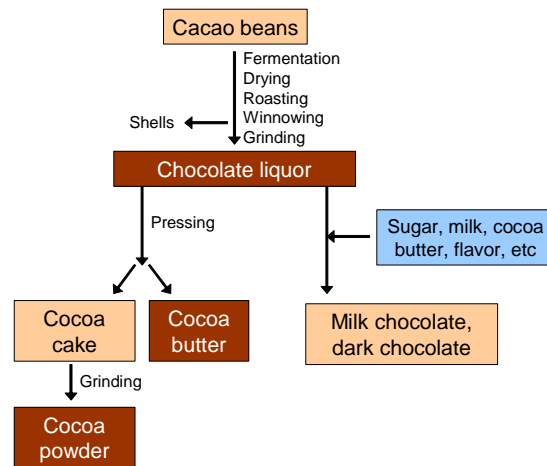 Cacao beans
Fermentation
Drying
Roasting
Winnowing
Grinding
Shells
Chocolate liquor
Pressing
Sugar, milk, cocoa
butter, flavor, etc
Cocoa
cake
Cocoa
butter
Milk chocolate,
dark chocolate
Grinding
Cocoa
powder